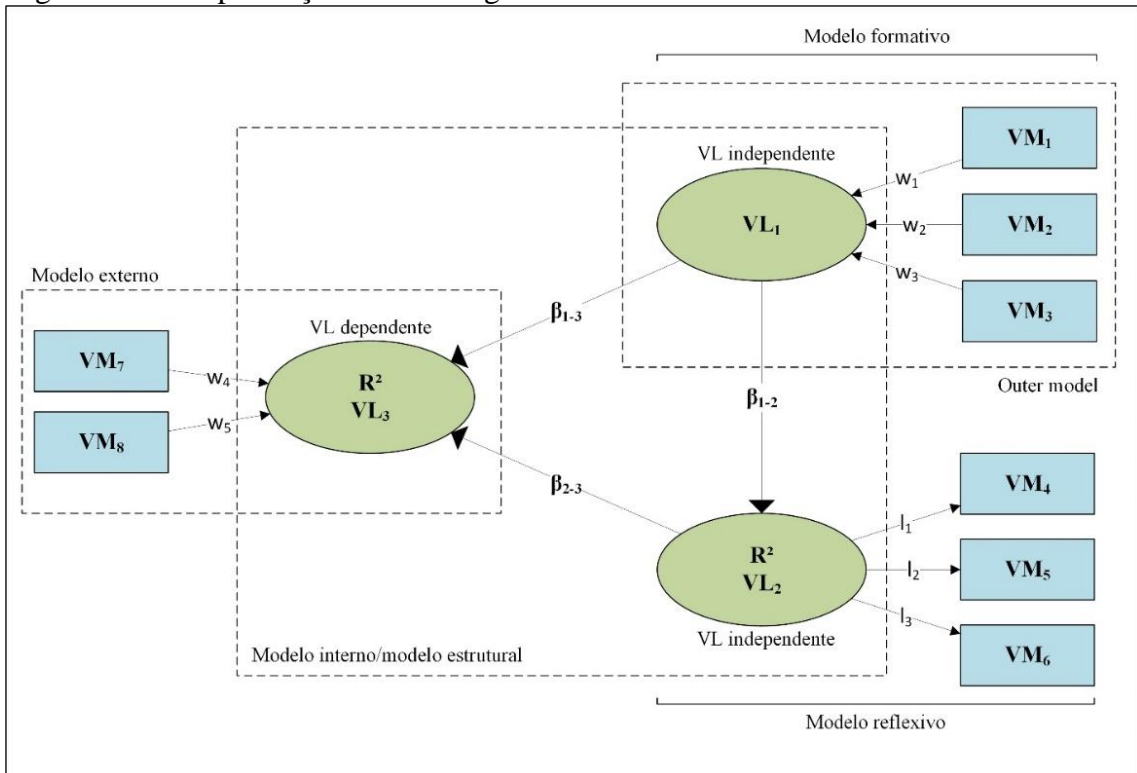 Modelo formativo
VL independente
VM₁
w₁
VL₁
w₂
VM₂
w₃
VM₃
Outer model
Modelo externo
VL dependente
VM₇
w₄
R²
VL₃
VM₈
w₅
β₁₋₃
β₁₋₂
β₂₋₃
R²
VL₂
VL independente
l₁
VM₄
l₂
VM₅
l₃
VM₆
Modelo interno/modelo estrutural
Modelo reflexivo